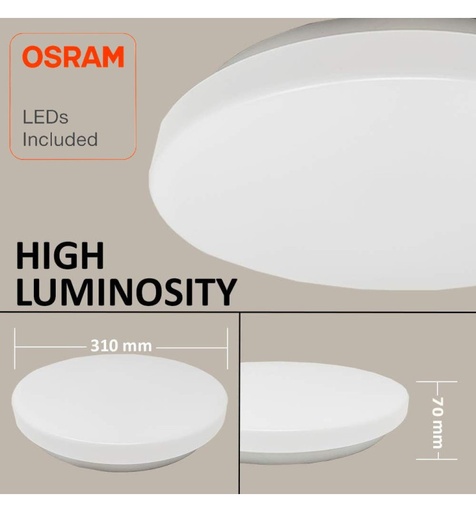 OSRAM
LEDs
Included
HIGH
LUMINOSITY
310 mm
70 mm